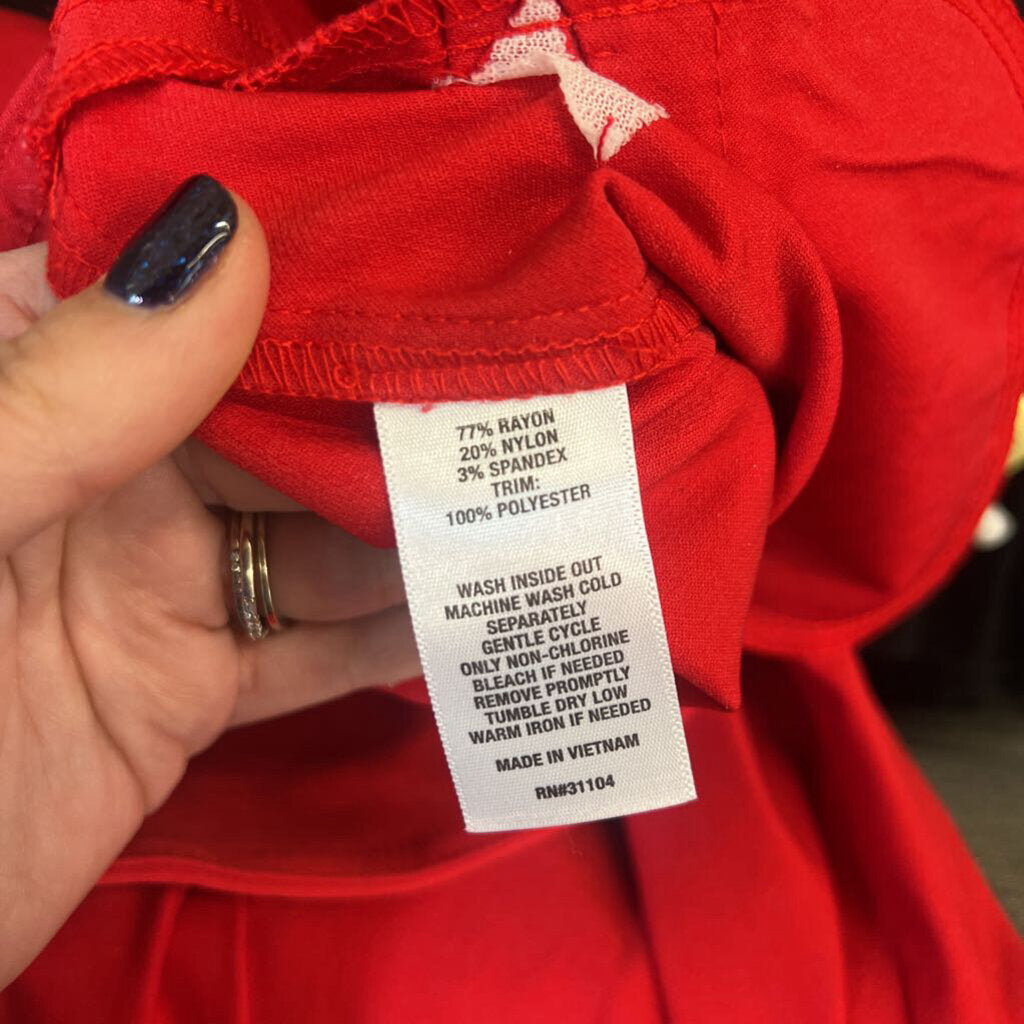 77% RAYON
20% NYLON
3% SPANDEX
TRIM:
100% POLYESTER
WASH INSIDE OUT
MACHINE WASH COLD
SEPARATELY
GENTLE CYCLE
ONLY NON-CHLORINE
BLEACH IF NEEDED
REMOVE PROMPTLY
TUMBLE DRY LOW
WARM IRON IF NEEDED
MADE IN VIETNAM
RN#31104